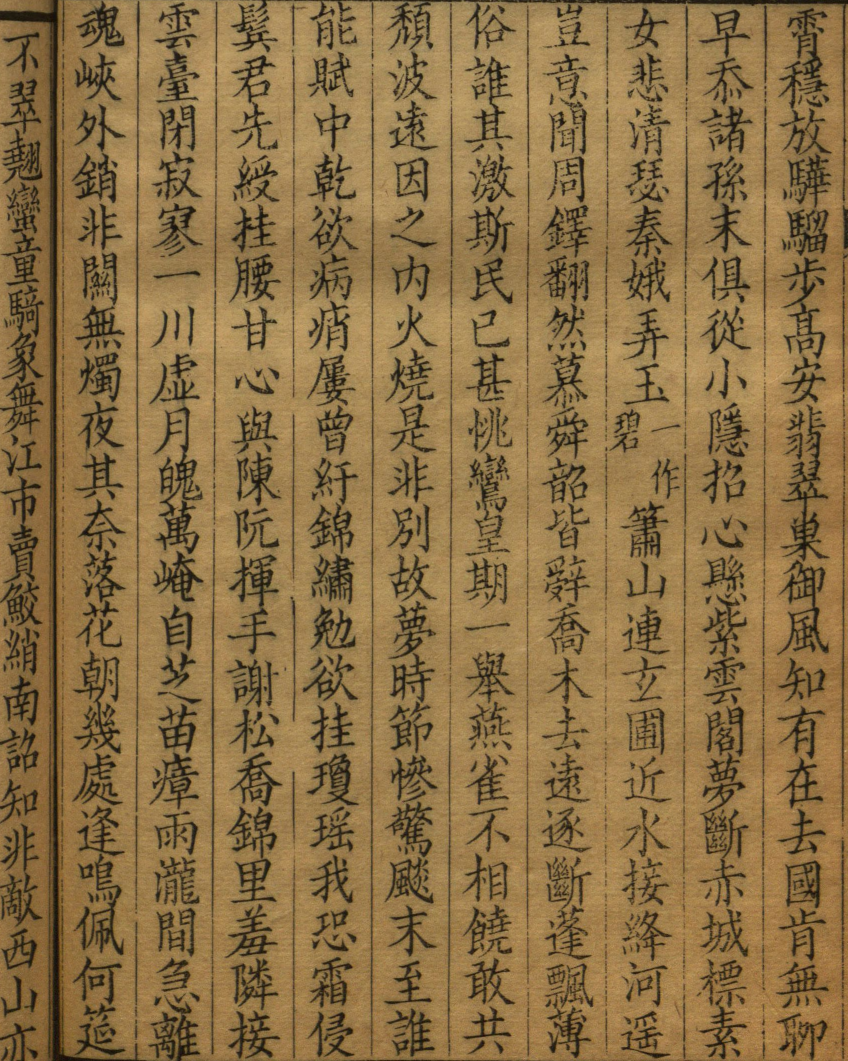 霄穩放驊騮步髙安翡翠巢御風知有在去國肯無聊
早忝諸孫末俱從小隱招心懸紫雲閣夢斷赤城標素
女悲清瑟秦娥弄玉一作碧簫山連玄圃近水接絳河遥
豈意聞周鐸翻然慕舜韶皆辭喬木去遠逐斷蓬飄薄
俗誰其激斯民已甚恌鸞皇期一舉燕雀不相饒敢共
頹波遠因之内火燒是非別故夢時節慘驚飇末至誰
能賦中乾欲病痟屢曾紆錦繡勉欲挂瓊瑶我恐霜侵
鬢君先綬挂腰甘心與陳阮揮手謝松喬錦里差隣接
雲臺閉寂寥一川虚月魄萬崦自芝苗瘴雨瀧間急離
魂峽外銷非關無燭夜其奈落花朝幾處逢鳴佩何筵
不翠翹蠻童騎象舞江市賣鮫綃南詔知非敵西山亦